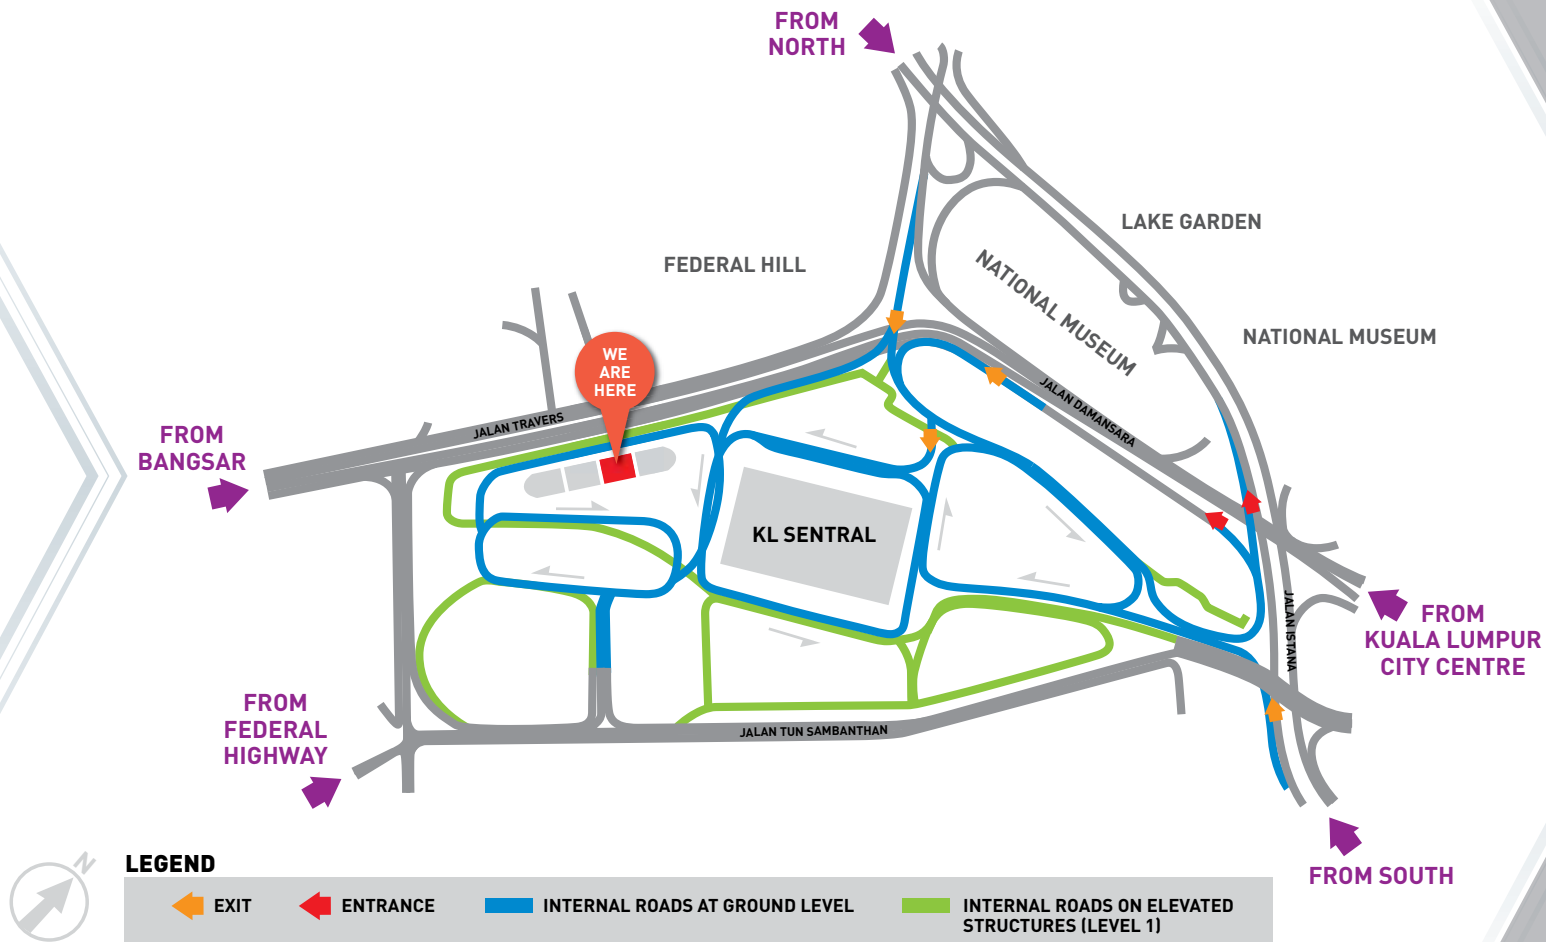 FROM
NORTH
LAKE GARDEN
FEDERAL HILL
NATIONAL MUSEUM
NATIONAL MUSEUM
WE
ARE
HERE
JALAN DAMANSARA
JALAN TRAVERS
FROM
BANGSAR
KL SENTRAL
JALAN ISTANA
FROM
KUALA LUMPUR
CITY CENTRE
FROM
FEDERAL
HIGHWAY
JALAN TUN SAMBANTHAN
FROM SOUTH
N
LEGEND
EXIT
ENTRANCE
INTERNAL ROADS AT GROUND LEVEL
INTERNAL ROADS ON ELEVATED
STRUCTURES (LEVEL 1)